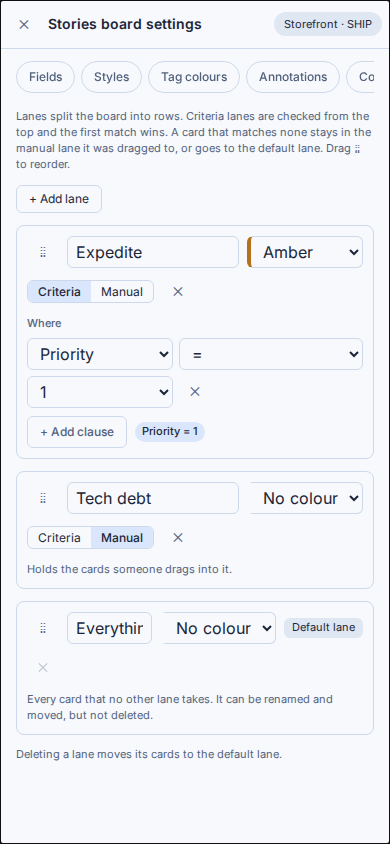 × Stories board settings Storefront · SHIP
Fields Styles Tag colours Annotations Co
Lanes split the board into rows. Criteria lanes are checked from the
top and the first match wins. A card that matches none stays in the
manual lane it was dragged to, or goes to the default lane. Drag ⠿
to reorder.
+ Add lane
Expedite Amber
Criteria Manual ×
Where
Priority =
1 ×
+ Add clause Priority = 1
Tech debt No colour
Criteria Manual ×
Holds the cards someone drags into it.
Everythin No colour Default lane
×
Every card that no other lane takes. It can be renamed and
moved, but not deleted.
Deleting a lane moves its cards to the default lane.